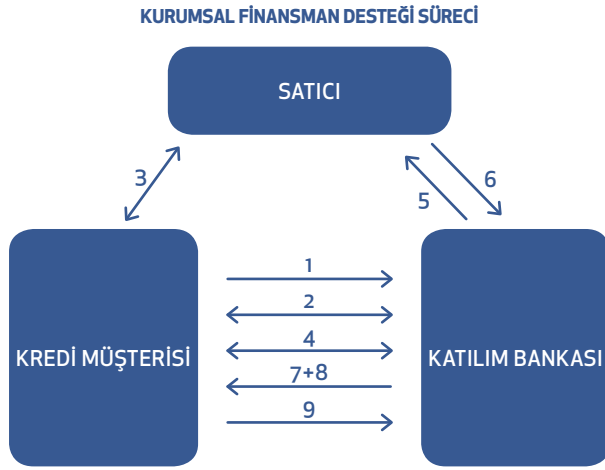 KURUMSAL FİNANSMAN DESTEĞİ SÜRECİ
SATICI
3
6
5
1
2
4
7+8
9
KREDİ MÜŞTERİSİ
KATILIM BANKASI